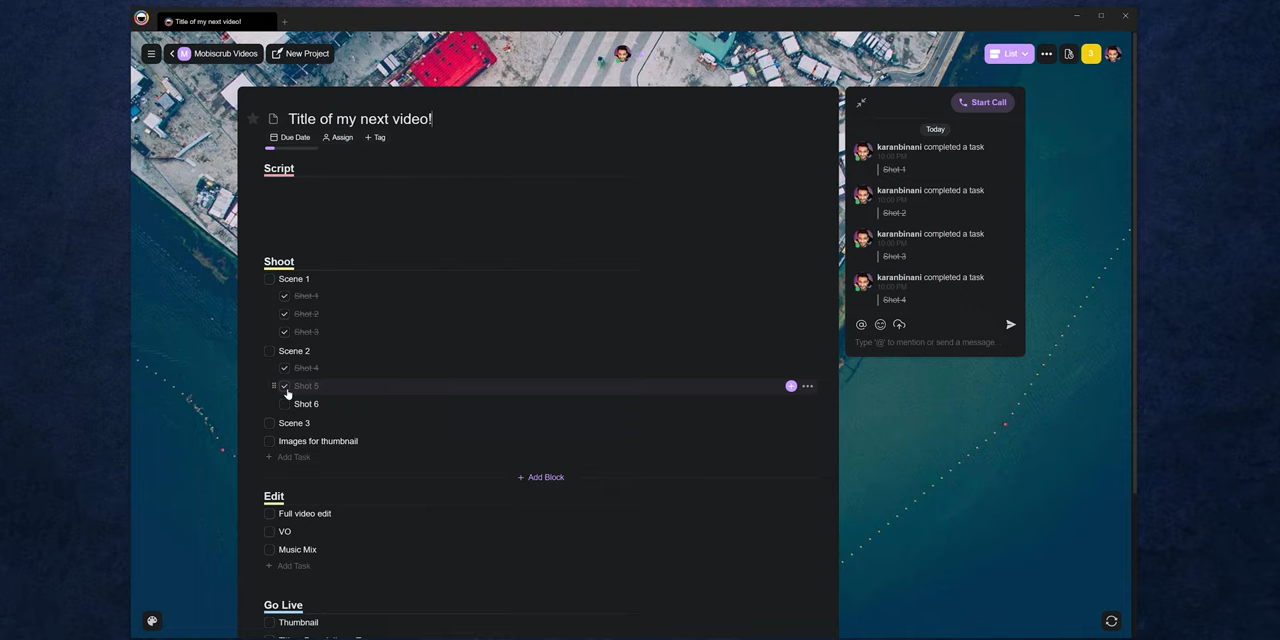 Title of my next video!
M Mobiscrub Videos
New Project
List
3
Title of my next video!
Due Date
Assign
Tag
Script
Shoot
Scene 1
Shot 1
Shot 2
Shot 3
Scene 2
Shot 4
Shot 5
Shot 6
Scene 3
Images for thumbnail
+ Add Task
+ Add Block
Edit
Full video edit
VO
Music Mix
+ Add Task
Go Live
Thumbnail
Start Call
Today
karanbinani completed a task
10:00 PM
Shot 1
karanbinani completed a task
10:00 PM
Shot 2
karanbinani completed a task
10:00 PM
Shot 3
karanbinani completed a task
10:00 PM
Shot 4
Type '@' to mention or send a message...